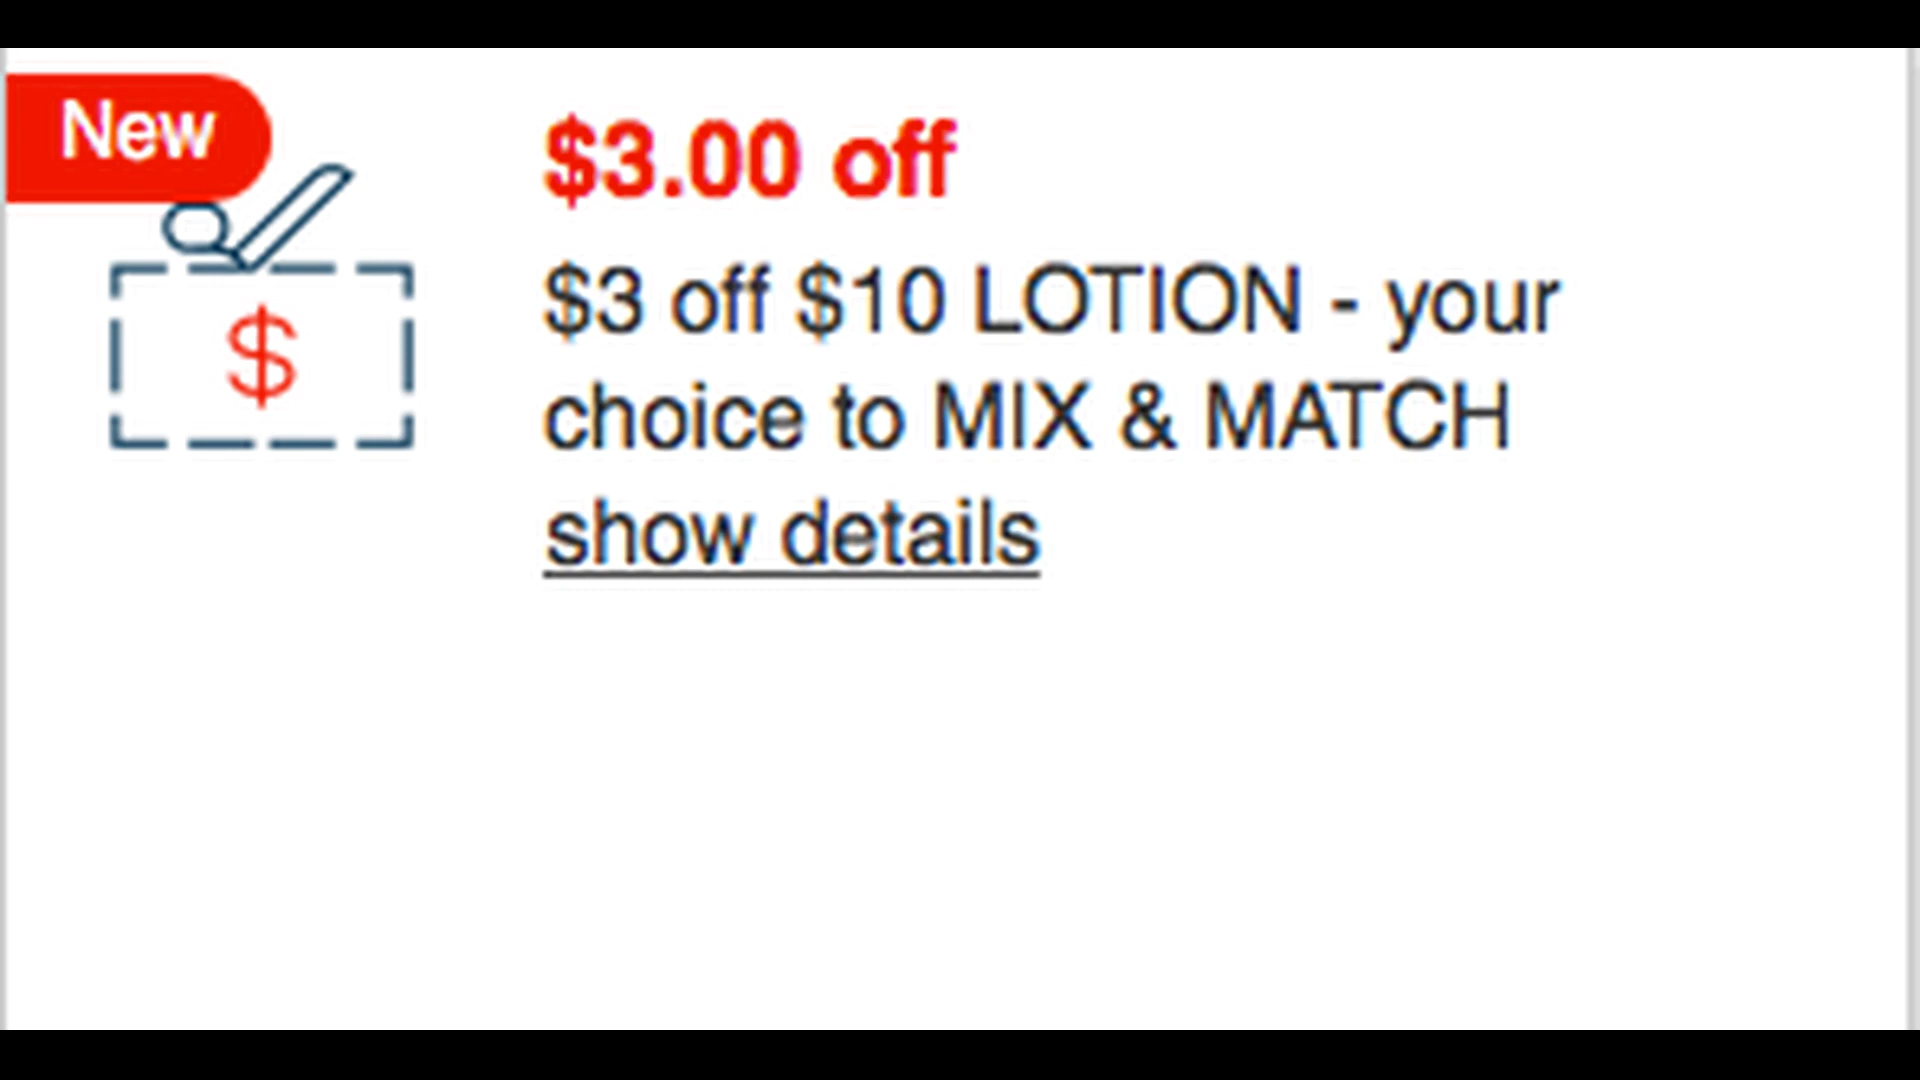 New
$3.00 off
$3 off $10 LOTION - your
choice to MIX & MATCH
show details
$